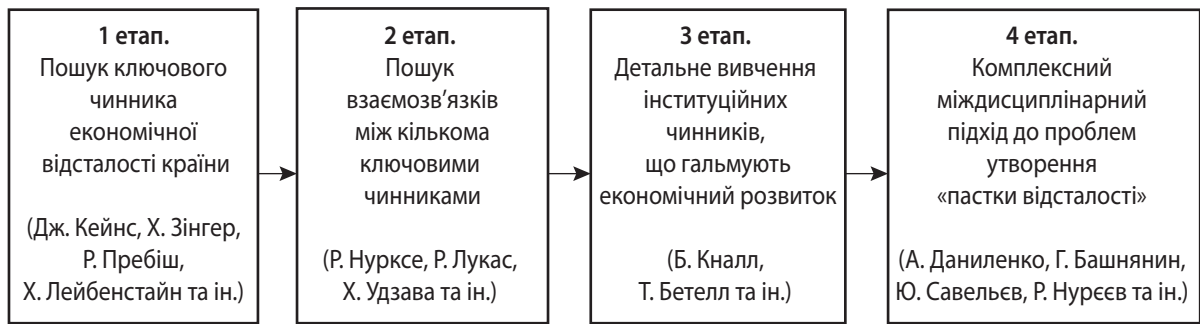 1 етап.
Пошук ключового
чинника
економічної
відсталості країни
(Дж. Кейнс, Х. Зінгер,
Р. Пребіш,
Х. Лейбенстайн та ін.)
2 етап.
Пошук
взаємозв’язків
між кількома
ключовими
чинниками
(Р. Нурксе, Р. Лукас,
Х. Удзава та ін.)
3 етап.
Детальне вивчення
інституційних
чинників,
що гальмують
економічний розвиток
(Б. Кналл,
Т. Бетелл та ін.)
4 етап.
Комплексний
міждисциплінарний
підхід до проблем
утворення
«пастки відсталості»
(А. Даниленко, Г. Башнянин,
Ю. Савельєв, Р. Нурєєв та ін.)